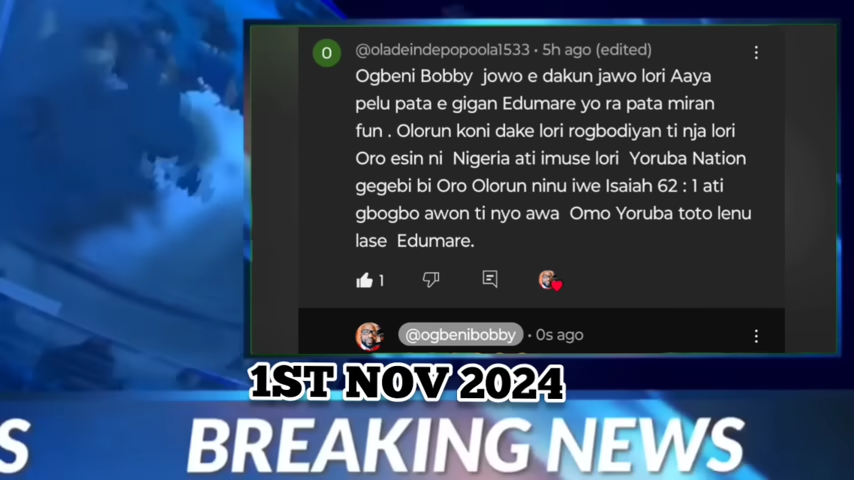 O
@oladeindepopoola1533 • 5h ago (edited)
Ogbeni Bobby jowo e dakun jawo lori Aaya
pelu pata e gigan Edumare yo ra pata miran
fun . Olorun koni dake lori rogbodiyan ti nja lori
Oro esin ni Nigeria ati imuse lori Yoruba Nation
gegebi bi Oro Olorun ninu iwe Isaiah 62 : 1 ati
gbogbo awon ti nyo awa Omo Yoruba toto lenu
lase Edumare.
1
@ogbenibobby • 0s ago
1ST NOV 2024
S BREAKING NEWS